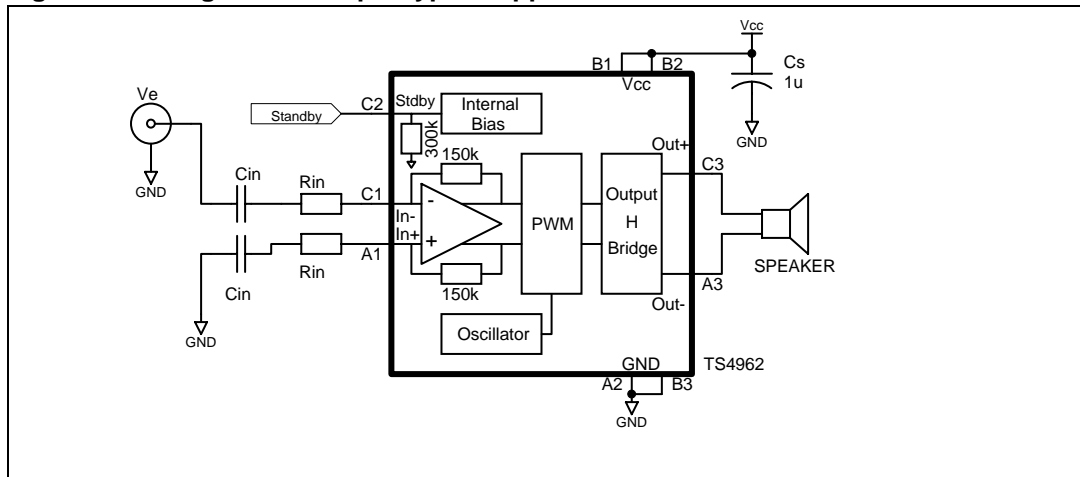 Vcc
B1
B2
Vcc
Cs
1u
GND
Ve
GND
Standby
C2
Stdby
Internal
Bias
300k
150k
Out+
C3
Cin
Rin
C1
In-
-
In+
+
A1
PWM
Output
H
Bridge
SPEAKER
Cin
Rin
150k
A3
Out-
GND
Oscillator
GND
TS4962
A2
B3
GND